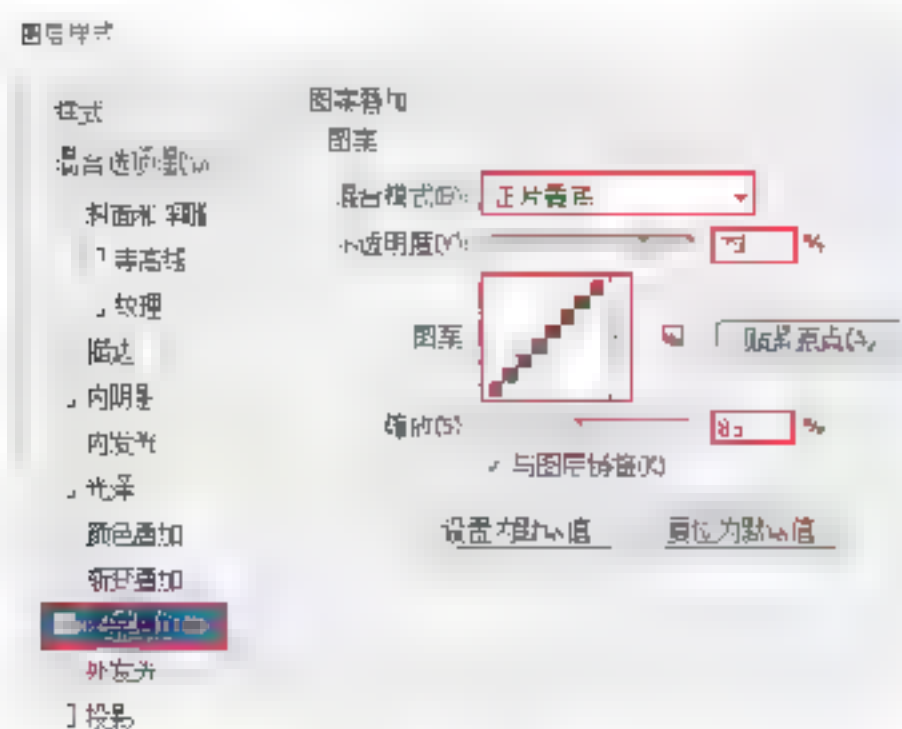 图层样式
样式
图案叠加
图案
混合模式(B): 正片叠底
不透明度(Y): %
等高线
纹理
图案 贴紧原点(A)
描边
内阴影
缩放(S): %
内发光
与图层链接(K)
光泽
颜色叠加
设置为默认值 复位为默认值
渐变叠加
外发光
投影